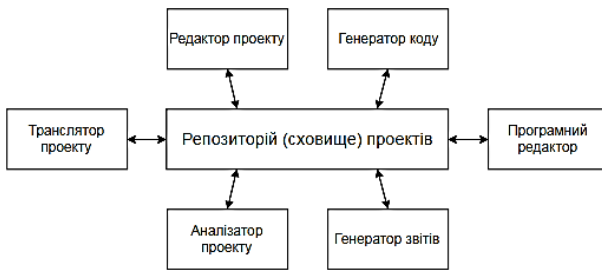 Редактор проекту
Генератор коду
Транслятор
проекту
Репозиторій (сховище) проектів
Програмний
редактор
Аналізатор
проекту
Генератор звітів